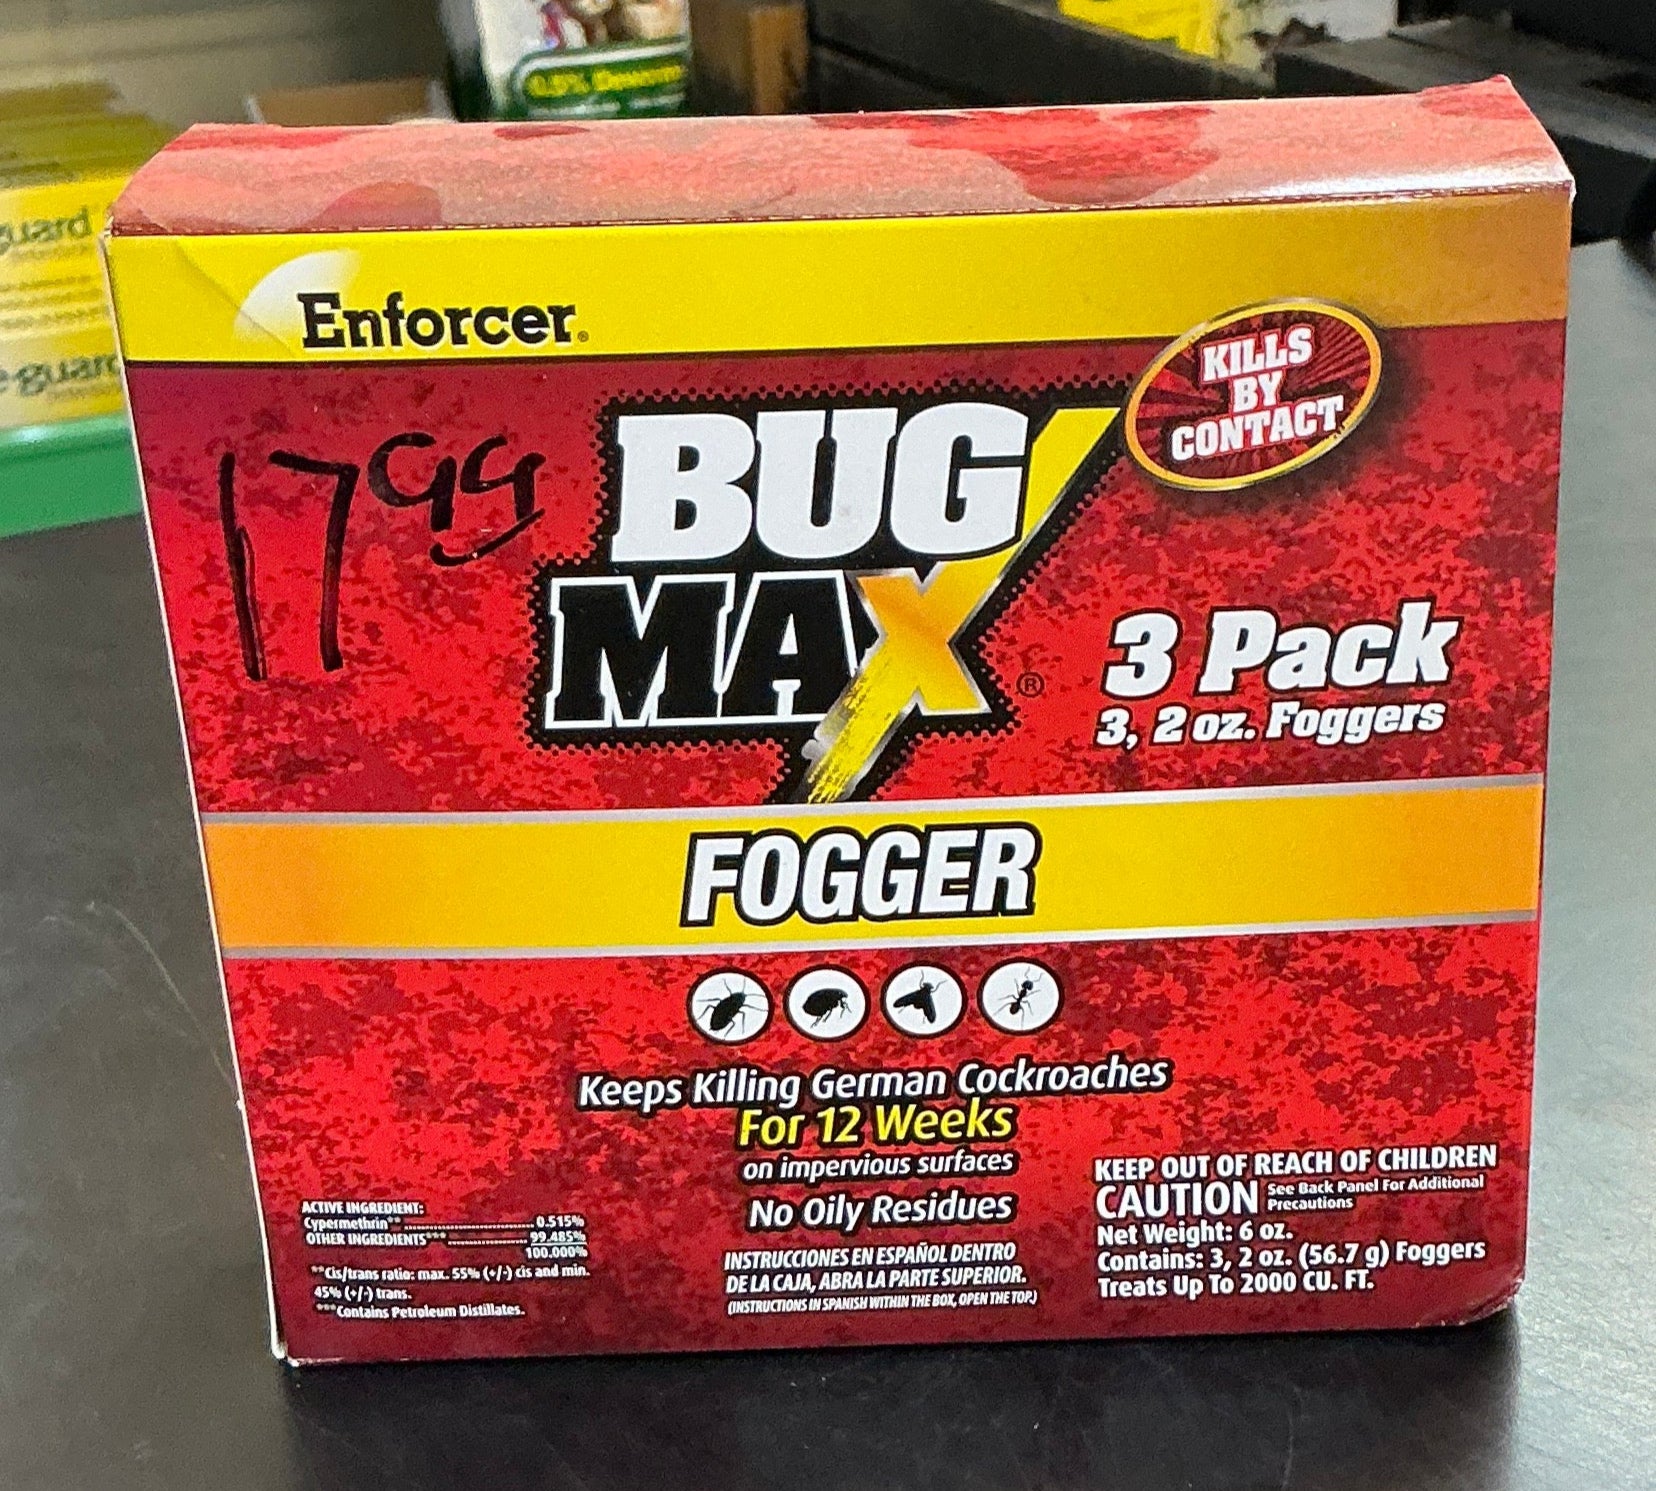 0.5%
guard
e-guard
Enforcer®
KILLS
BY
CONTACT
17 99
BUG
MAX®
3 Pack
3, 2 oz. Foggers
FOGGER
Keeps Killing German Cockroaches
For 12 Weeks
on impervious surfaces
No Oily Residues
INSTRUCCIONES EN ESPAÑOL DENTRO
DE LA CAJA, ABRA LA PARTE SUPERIOR.
(INSTRUCTIONS IN SPANISH WITHIN THE BOX, OPEN THE TOP.)
ACTIVE INGREDIENT:
Cypermethrin** 0.515%
OTHER INGREDIENTS*** 99.485%
100.000%
**Cis/trans ratio: max. 55% (+/-) cis and min.
45% (+/-) trans.
***Contains Petroleum Distillates.
KEEP OUT OF REACH OF CHILDREN
CAUTION See Back Panel For Additional
Precautions
Net Weight: 6 oz.
Contains: 3, 2 oz. (56.7 g) Foggers
Treats Up To 2000 CU. FT.